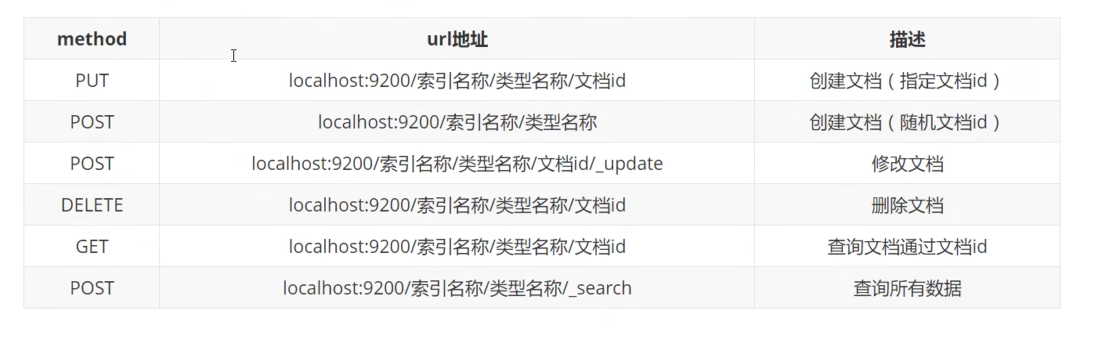 method url地址 描述
PUT localhost:9200/索引名称/类型名称/文档id 创建文档（指定文档id）
POST localhost:9200/索引名称/类型名称 创建文档（随机文档id）
POST localhost:9200/索引名称/类型名称/文档id/_update 修改文档
DELETE localhost:9200/索引名称/类型名称/文档id 删除文档
GET localhost:9200/索引名称/类型名称/文档id 查询文档通过文档id
POST localhost:9200/索引名称/类型名称/_search 查询所有数据